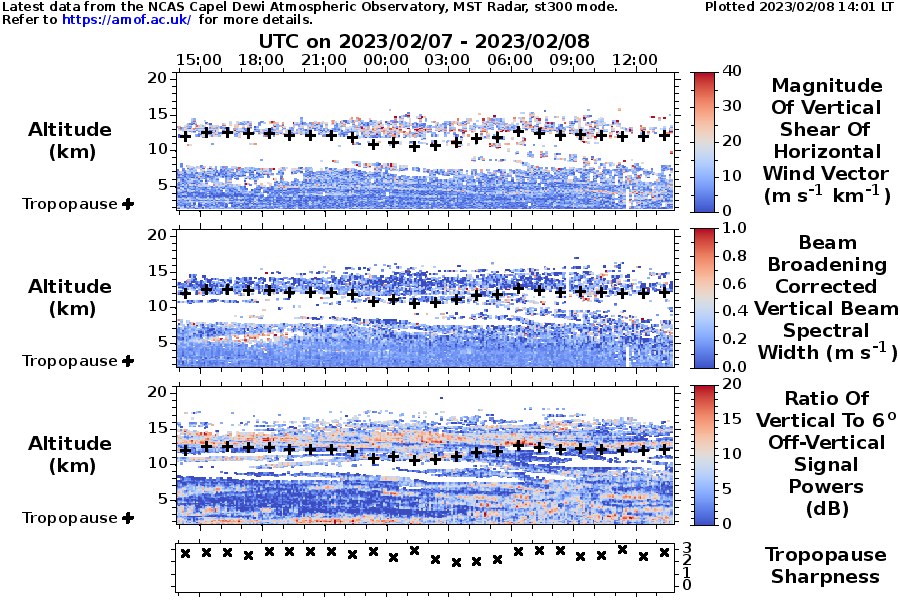 Latest data from the NCAS Capel Dewi Atmospheric Observatory, MST Radar, st300 mode.
Plotted 2023/02/08 14:01 LT
Refer to https://amof.ac.uk/ for more details.
UTC on 2023/02/07 - 2023/02/08
15:00 18:00 21:00 00:00 03:00 06:00 09:00 12:00
20
15
10
5
Altitude
(km)
Tropopause
40
30
20
10
0
Magnitude
Of Vertical
Shear Of
Horizontal
Wind Vector
(m s-1 km-1)
20
15
10
5
Altitude
(km)
Tropopause
1.0
0.8
0.6
0.4
0.2
0.0
Beam
Broadening
Corrected
Vertical Beam
Spectral
Width (m s-1)
20
15
10
5
Altitude
(km)
Tropopause
20
15
10
5
0
Ratio Of
Vertical To 6o
Off-Vertical
Signal
Powers
(dB)
3
2
1
0
Tropopause
Sharpness